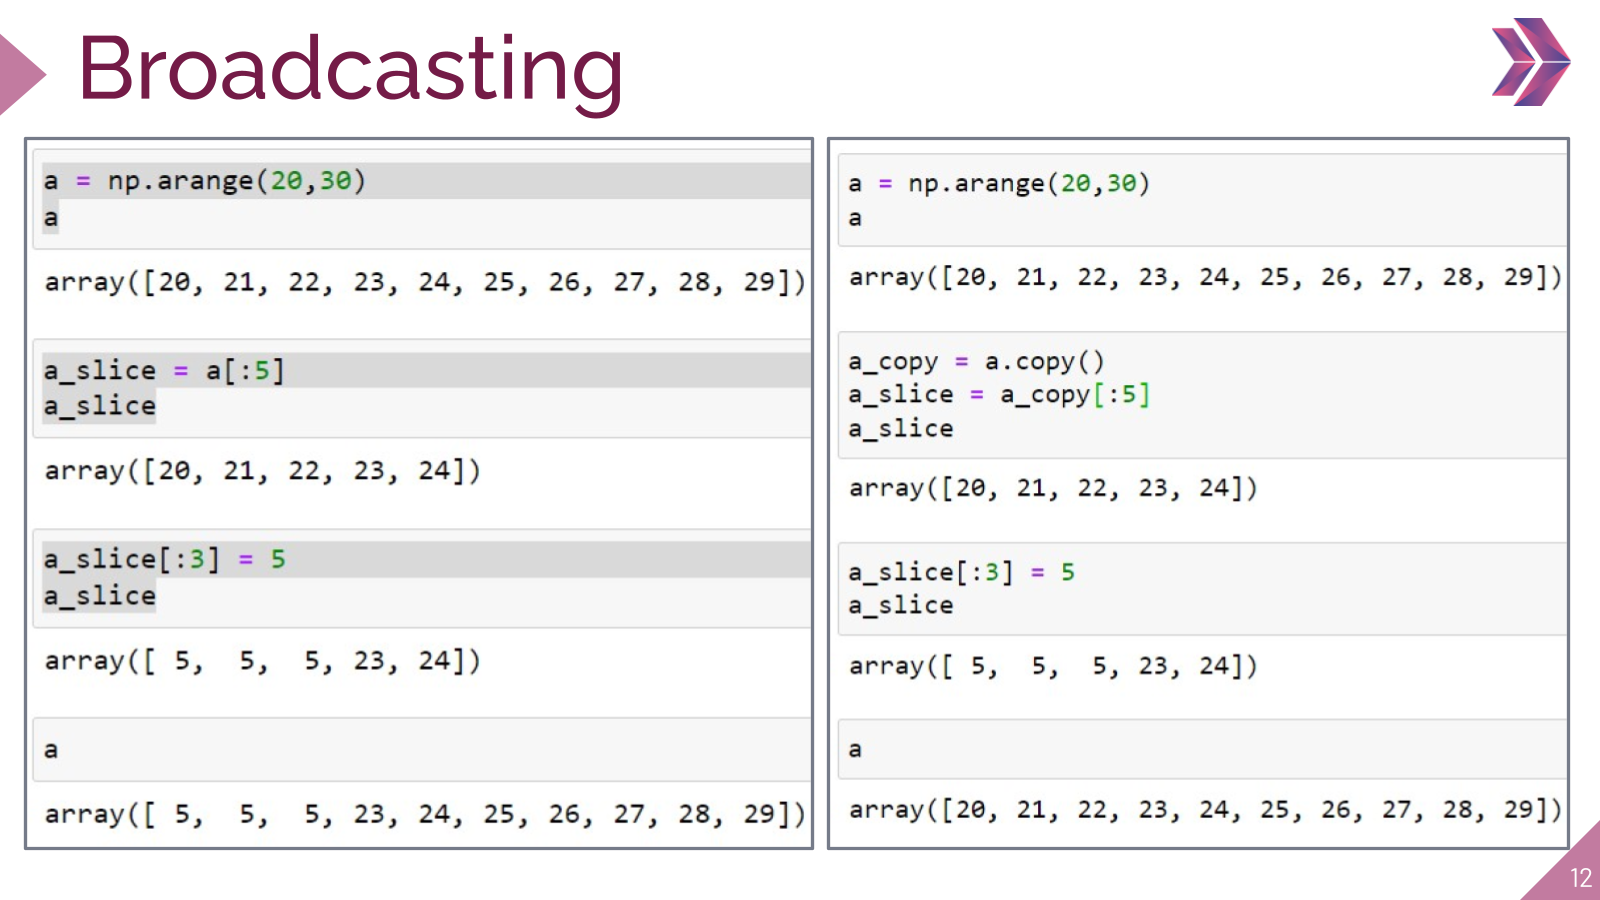 Broadcasting
a = np.arange(20,30)
a
array([20, 21, 22, 23, 24, 25, 26, 27, 28, 29])
a_slice = a[:5]
a_slice
array([20, 21, 22, 23, 24])
a_slice[:3] = 5
a_slice
array([ 5,  5,  5, 23, 24])
a
array([ 5,  5,  5, 23, 24, 25, 26, 27, 28, 29])
a = np.arange(20,30)
a
array([20, 21, 22, 23, 24, 25, 26, 27, 28, 29])
a_copy = a.copy()
a_slice = a_copy[:5]
a_slice
array([20, 21, 22, 23, 24])
a_slice[:3] = 5
a_slice
array([ 5,  5,  5, 23, 24])
a
array([20, 21, 22, 23, 24, 25, 26, 27, 28, 29])
12